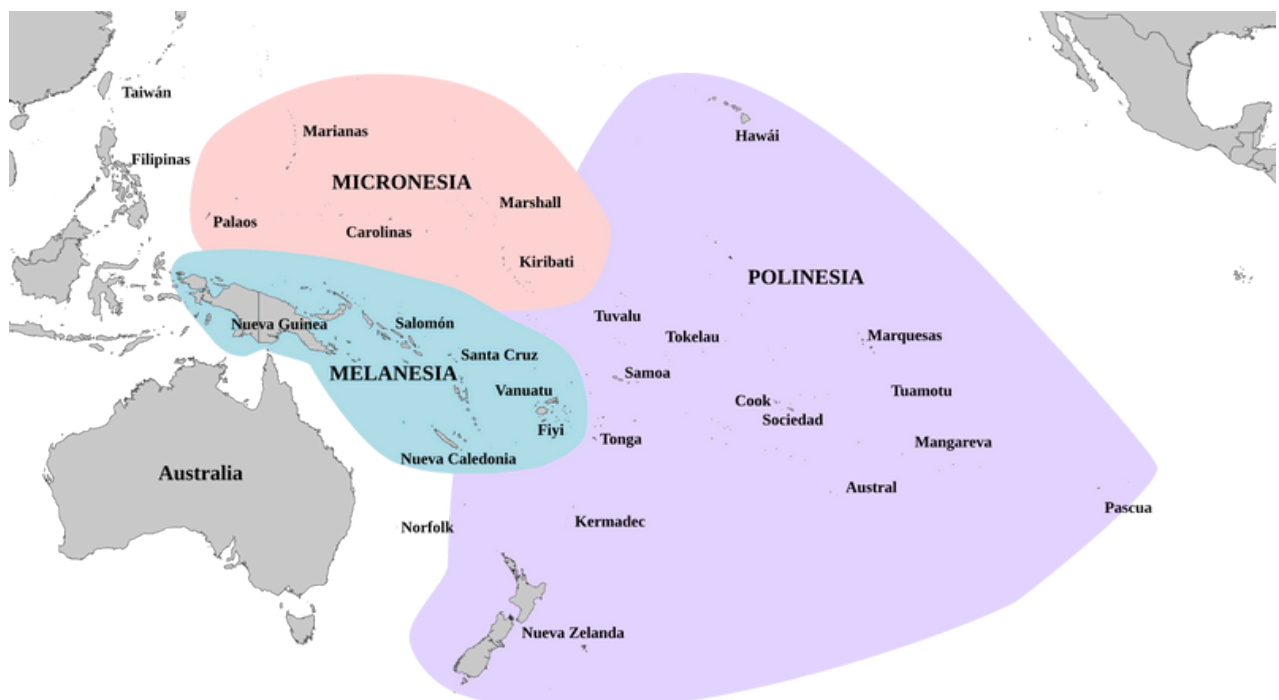 Taiwán
Marianas
Hawái
Filipinas
MICRONESIA
Marshall
Palaos
Carolinas
Kiribati
POLINESIA
Tuvalu
Nueva Guinea
Salomón
Tokelau
Marquesas
Santa Cruz
MELANESIA
Samoa
Vanuatu
Tuamotu
Cook
Sociedad
Fiyi
Tonga
Mangareva
Nueva Caledonia
Australia
Austral
Pascua
Norfolk
Kermadec
Nueva Zelanda